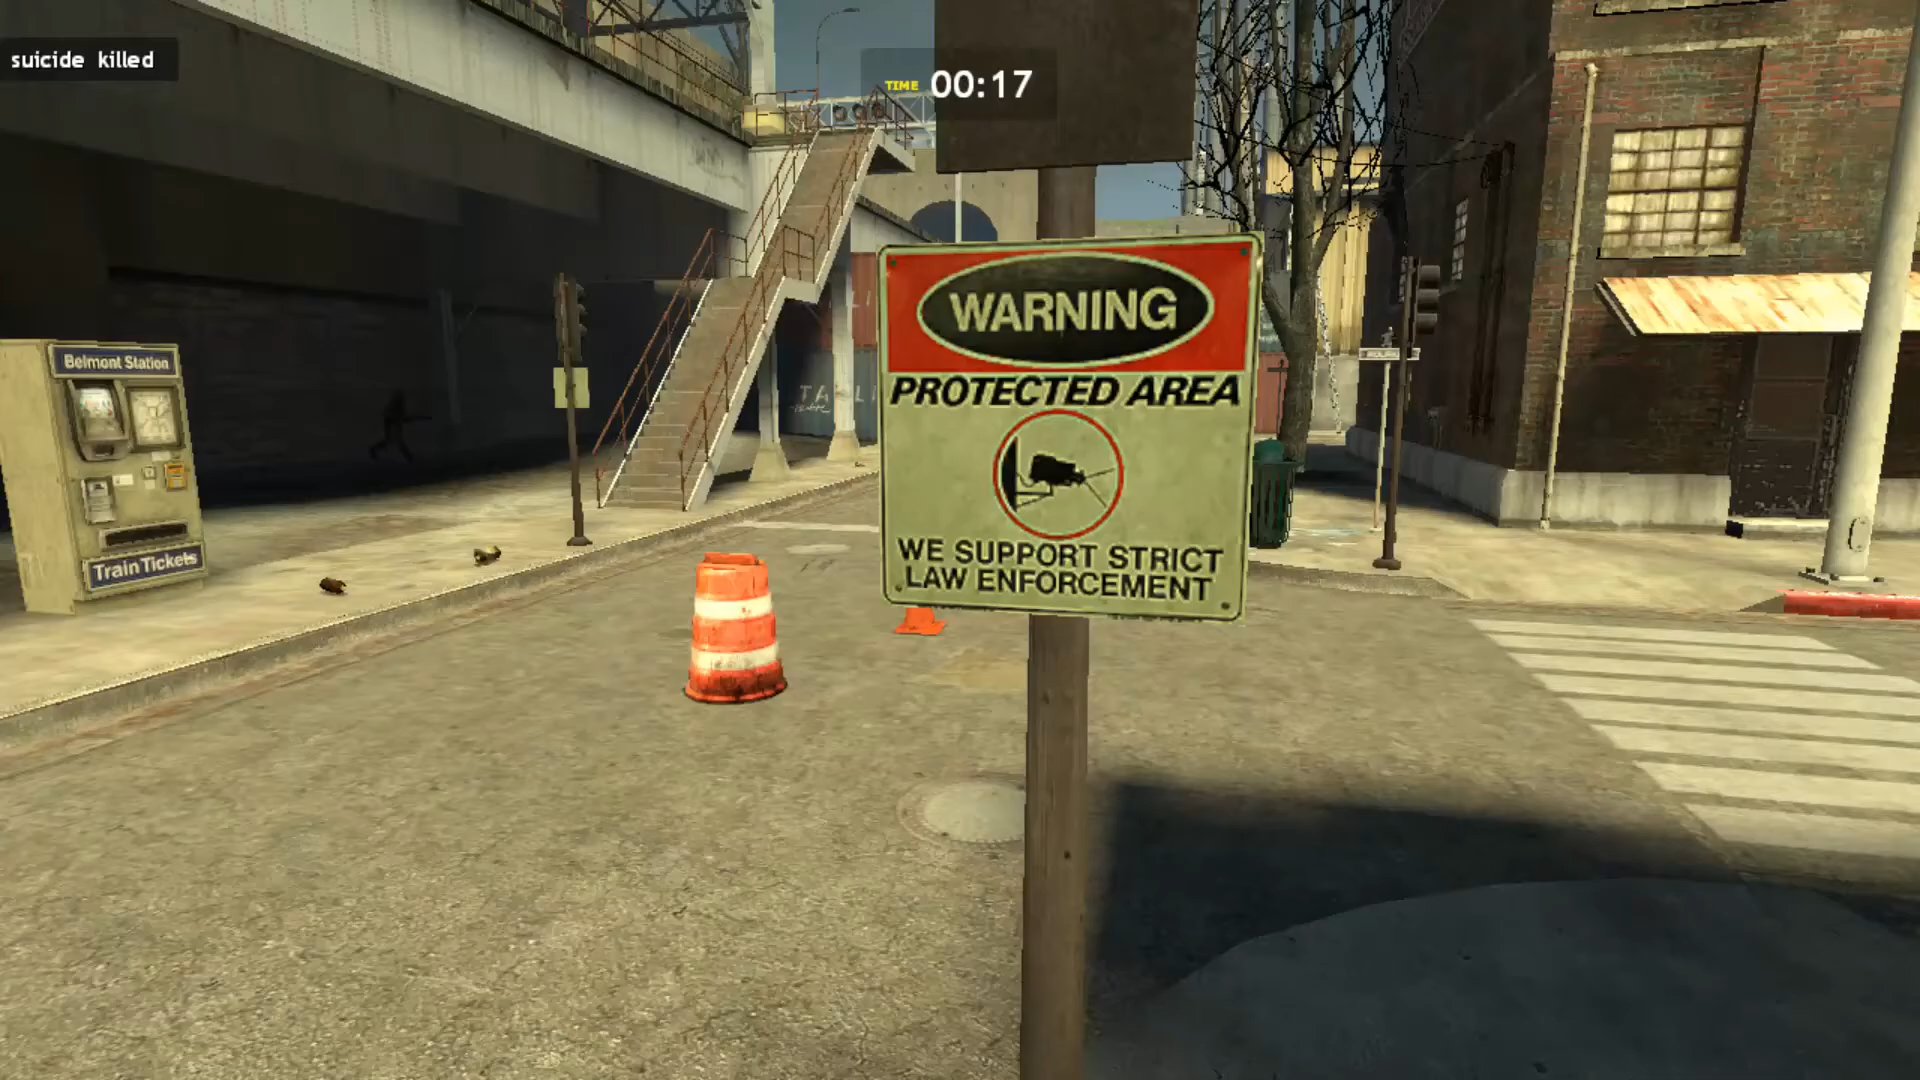 suicide killed
TIME 00:17
Belmont Station
Train Tickets
WARNING
PROTECTED AREA
WE SUPPORT STRICT
LAW ENFORCEMENT